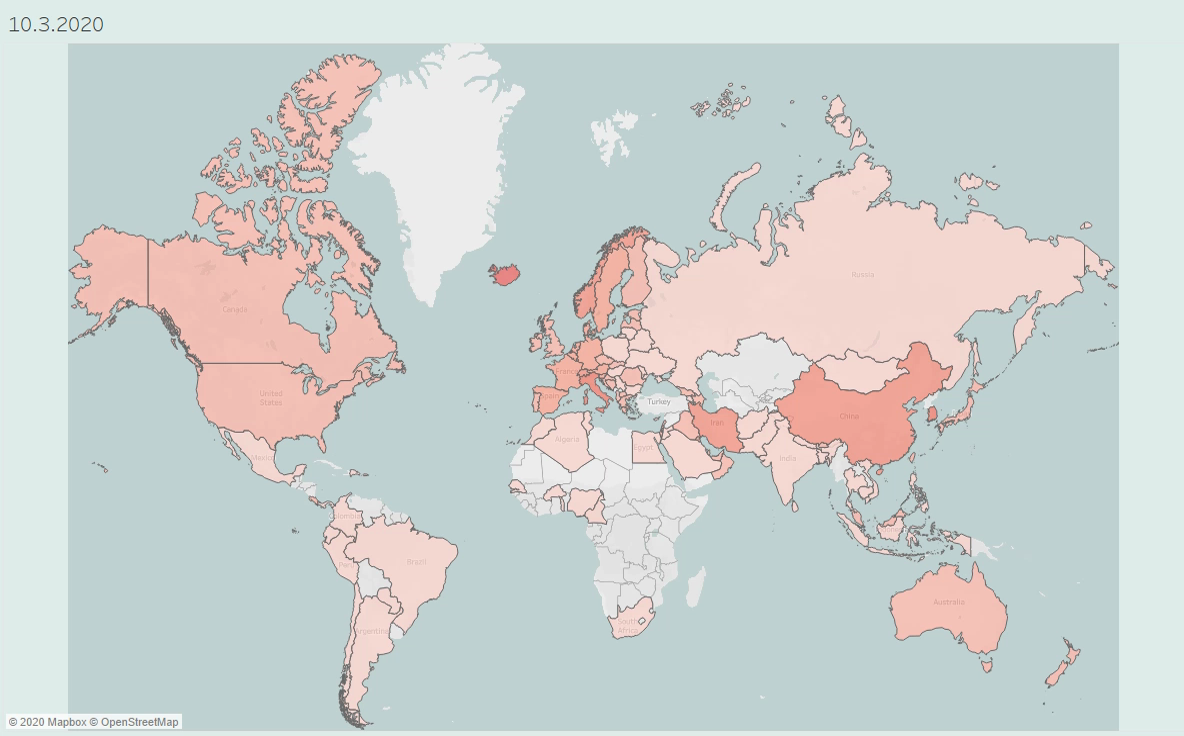 10.3.2020
Russia
Canada
United
States
France
Spain
Turkey
China
Iran
Algeria
Egypt
India
Mexico
Colombia
Brazil
Peru
Australia
Argentina
South
Africa
© 2020 Mapbox © OpenStreetMap